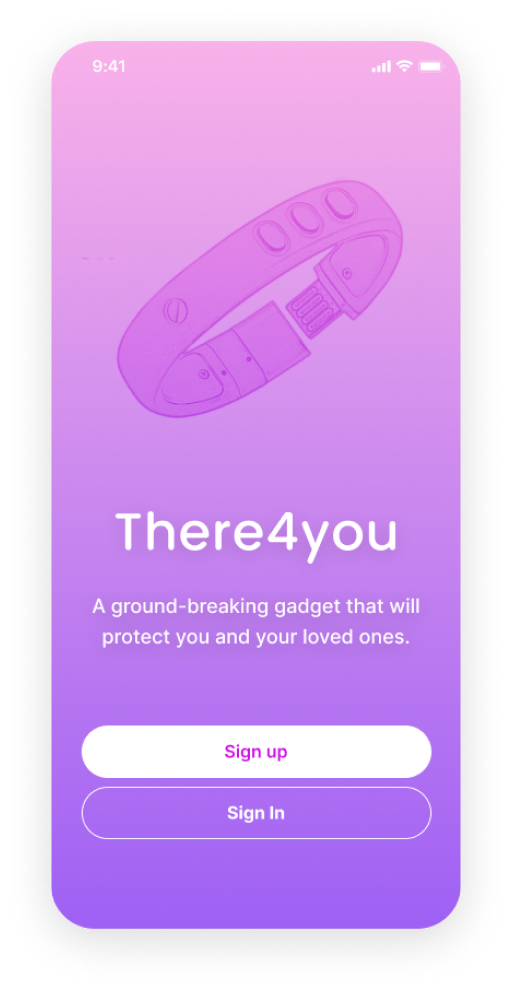 9:41
There4you
A ground-breaking gadget that will
protect you and your loved ones.
Sign up
Sign In